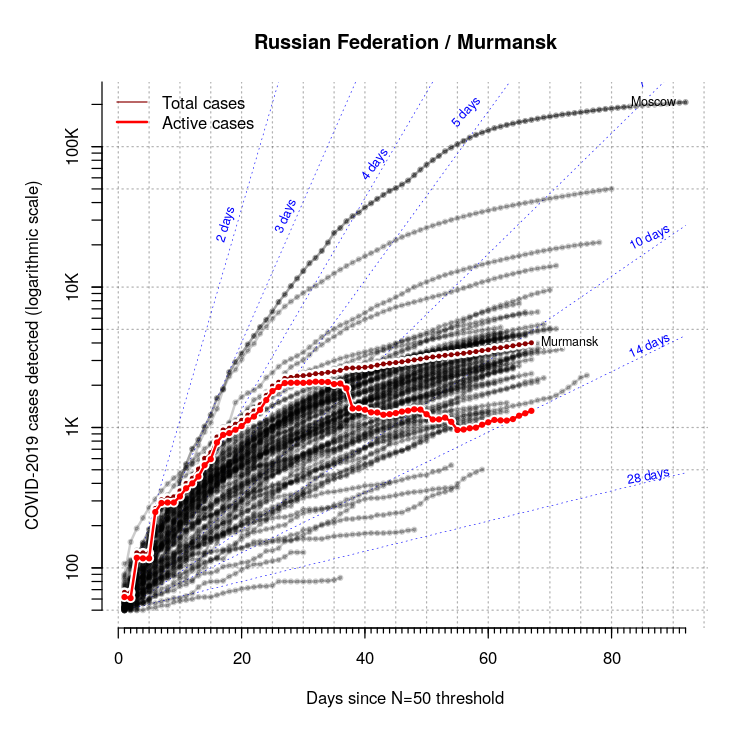 Russian Federation / Murmansk
Total cases
Active cases
Moscow
2 days
3 days
4 days
5 days
10 days
14 days
28 days
Murmansk
COVID-2019 cases detected (logarithmic scale)
100K
10K
1K
100
0 20 40 60 80
Days since N=50 threshold